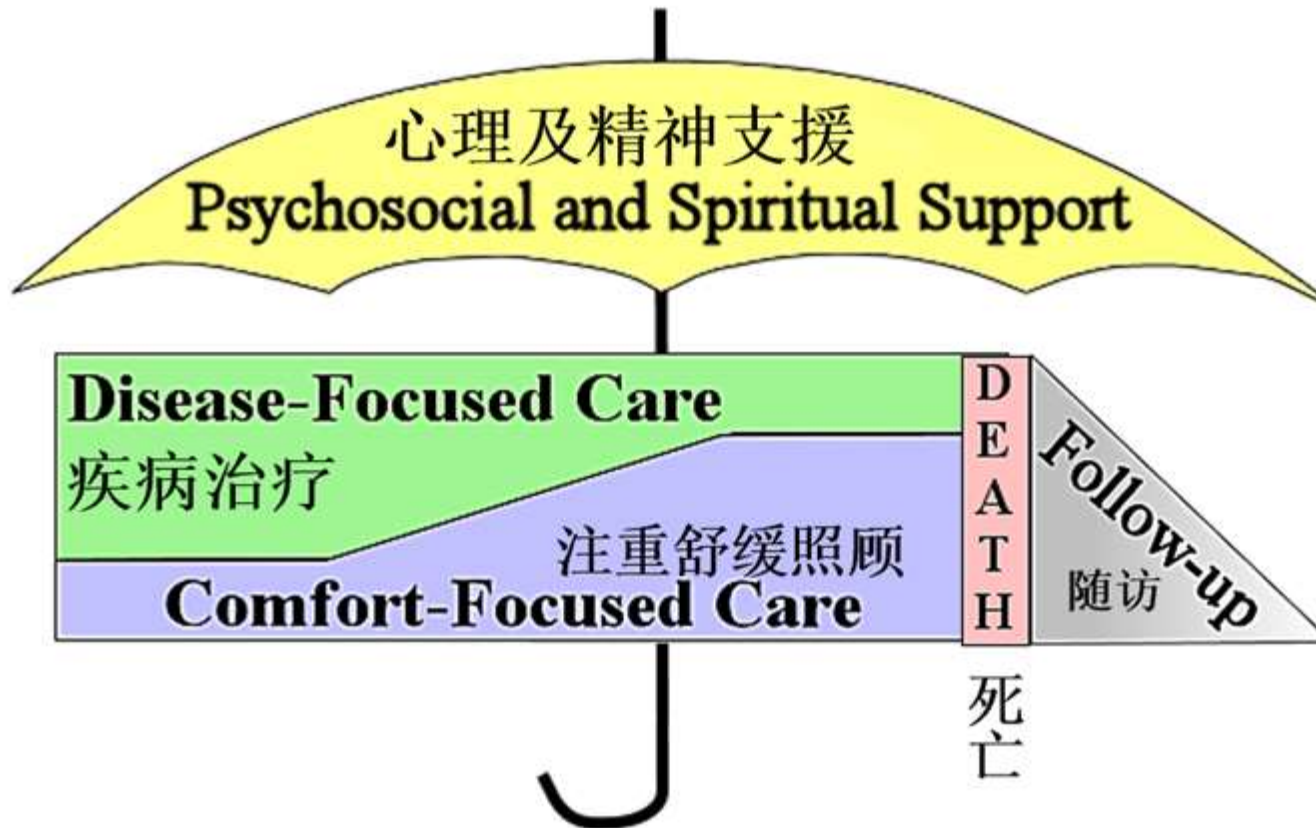 心理及精神支援
Psychosocial and Spiritual Support
Disease-Focused Care
疾病治疗
注重舒缓照顾
Comfort-Focused Care
DEATH
死亡
Follow-up
随访